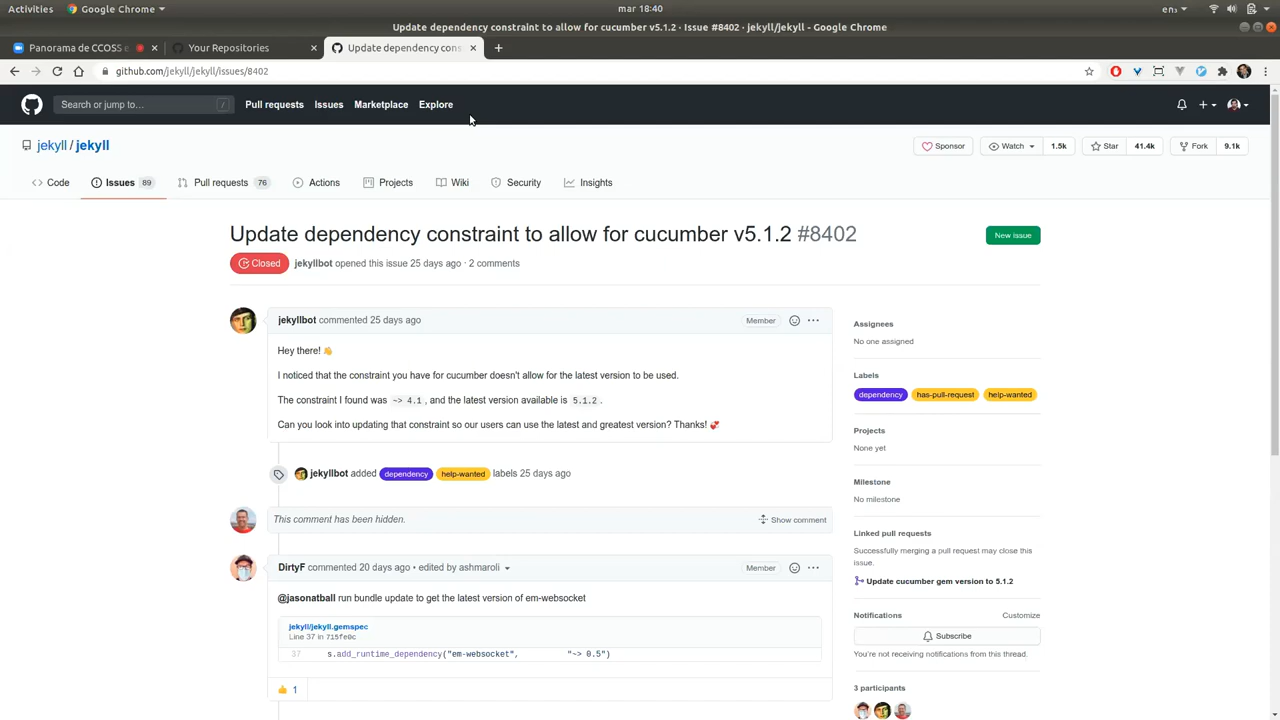 Activities Google Chrome mar 18:40 en
Update dependency constraint to allow for cucumber v5.1.2 · Issue #8402 · jekyll/jekyll - Google Chrome
Panorama de CCOSS e Your Repositories Update dependency cons
github.com/jekyll/jekyll/issues/8402
Search or jump to… / Pull requests Issues Marketplace Explore
jekyll / jekyll Sponsor Watch 1.5k Star 41.4k Fork 9.1k
Code Issues 89 Pull requests 76 Actions Projects Wiki Security Insights
Update dependency constraint to allow for cucumber v5.1.2 #8402
New issue
Closed jekyllbot opened this issue 25 days ago · 2 comments
jekyllbot commented 25 days ago Member
Hey there! 👋
I noticed that the constraint you have for cucumber doesn't allow for the latest version to be used.
The constraint I found was ~> 4.1 , and the latest version available is 5.1.2 .
Can you look into updating that constraint so our users can use the latest and greatest version? Thanks! 💞
jekyllbot added dependency help-wanted labels 25 days ago
This comment has been hidden. Show comment
DirtyF commented 20 days ago • edited by ashmaroli Member
@jasonatball run bundle update to get the latest version of em-websocket
jekyll/jekyll.gemspec
Line 37 in 715fe0c
37 s.add_runtime_dependency("em-websocket", "~> 0.5")
👍 1
Assignees
No one assigned
Labels
dependency has-pull-request help-wanted
Projects
None yet
Milestone
No milestone
Linked pull requests
Successfully merging a pull request may close this
issue.
Update cucumber gem version to 5.1.2
Notifications Customize
Subscribe
You're not receiving notifications from this thread.
3 participants